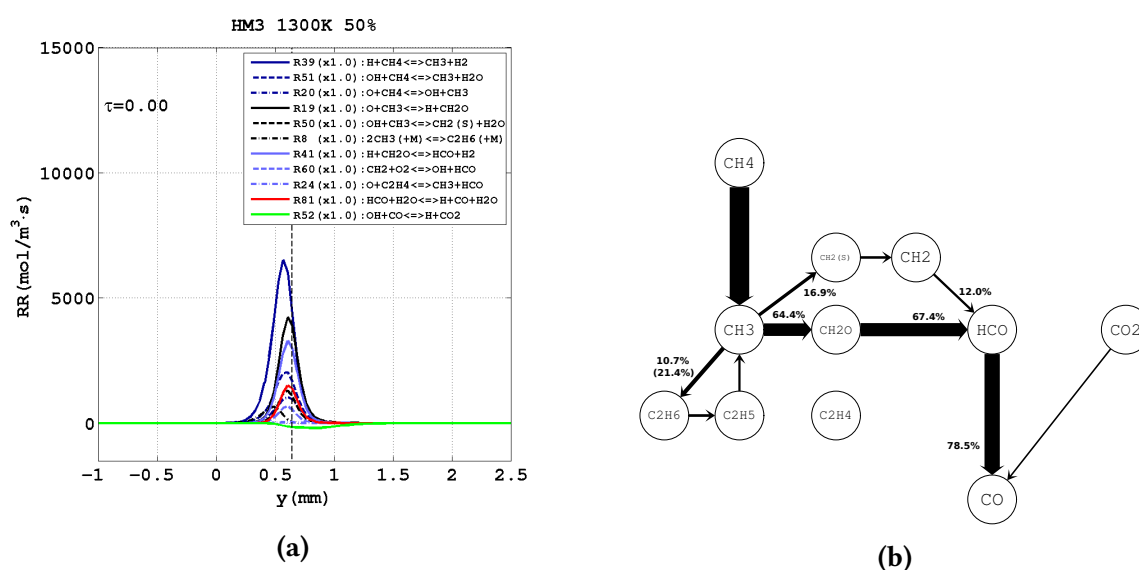 HM3 1300K 50%
15000
10000
5000
0
RR(mol/m³·s)
τ=0.00
R39(x1.0):H+CH4<=>CH3+H2
R51(x1.0):OH+CH4<=>CH3+H2O
R20(x1.0):O+CH4<=>OH+CH3
R19(x1.0):O+CH3<=>H+CH2O
R50(x1.0):OH+CH3<=>CH2(S)+H2O
R8 (x1.0):2CH3(+M)<=>C2H6(+M)
R41(x1.0):H+CH2O<=>HCO+H2
R60(x1.0):CH2+O2<=>OH+HCO
R24(x1.0):O+C2H4<=>CH3+HCO
R81(x1.0):HCO+H2O<=>H+CO+H2O
R52(x1.0):OH+CO<=>H+CO2
−1 −0.5 0 0.5 1 1.5 2 2.5
y(mm)
(a)
CH4
CH2(S) CH2
16.9% 12.0%
64.4% 67.4%
CH3 CH2O HCO CO2
10.7%
(21.4%)
C2H6 C2H5 C2H4
78.5%
CO
(b)